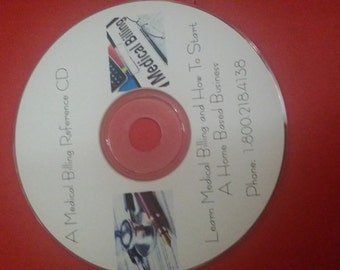 A Medical Billing Reference CD
Medical Billing
Learn Medical Billing and How To Start
A Home Based Business
Phone: 1.800.218.4138